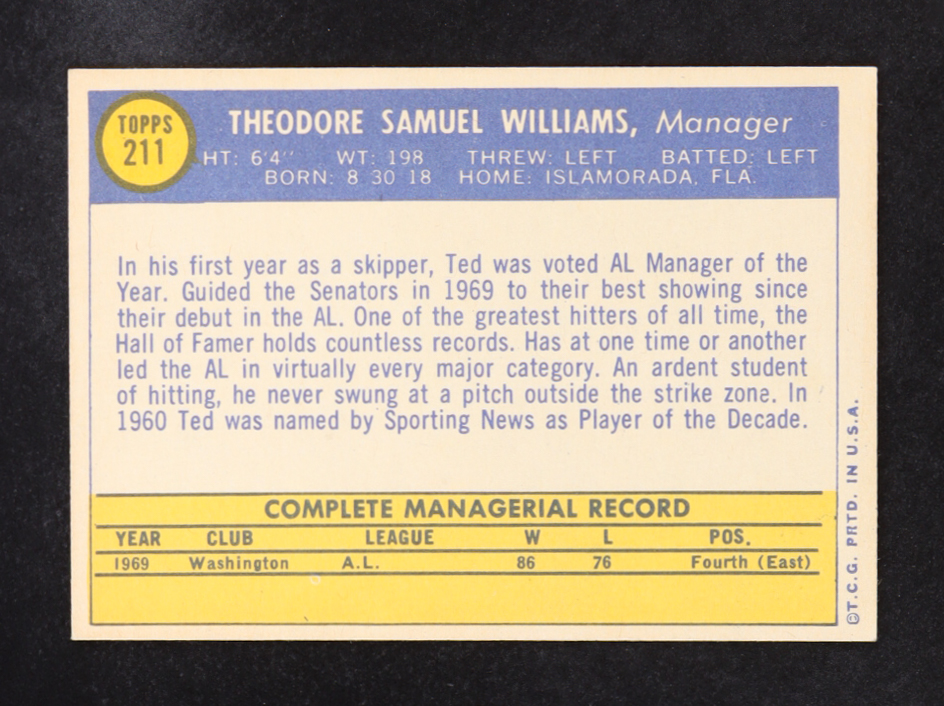 TOPPS
211
THEODORE SAMUEL WILLIAMS, Manager
HT: 6'4" WT: 198 THREW: LEFT BATTED: LEFT
BORN: 8 30 18 HOME: ISLAMORADA, FLA.
In his first year as a skipper, Ted was voted AL Manager of the
Year. Guided the Senators in 1969 to their best showing since
their debut in the AL. One of the greatest hitters of all time, the
Hall of Famer holds countless records. Has at one time or another
led the AL in virtually every major category. An ardent student
of hitting, he never swung at a pitch outside the strike zone. In
1960 Ted was named by Sporting News as Player of the Decade.
COMPLETE MANAGERIAL RECORD
YEAR CLUB LEAGUE W L POS.
1969 Washington A.L. 86 76 Fourth (East)
©T.C.G. PRTD. IN U.S.A.